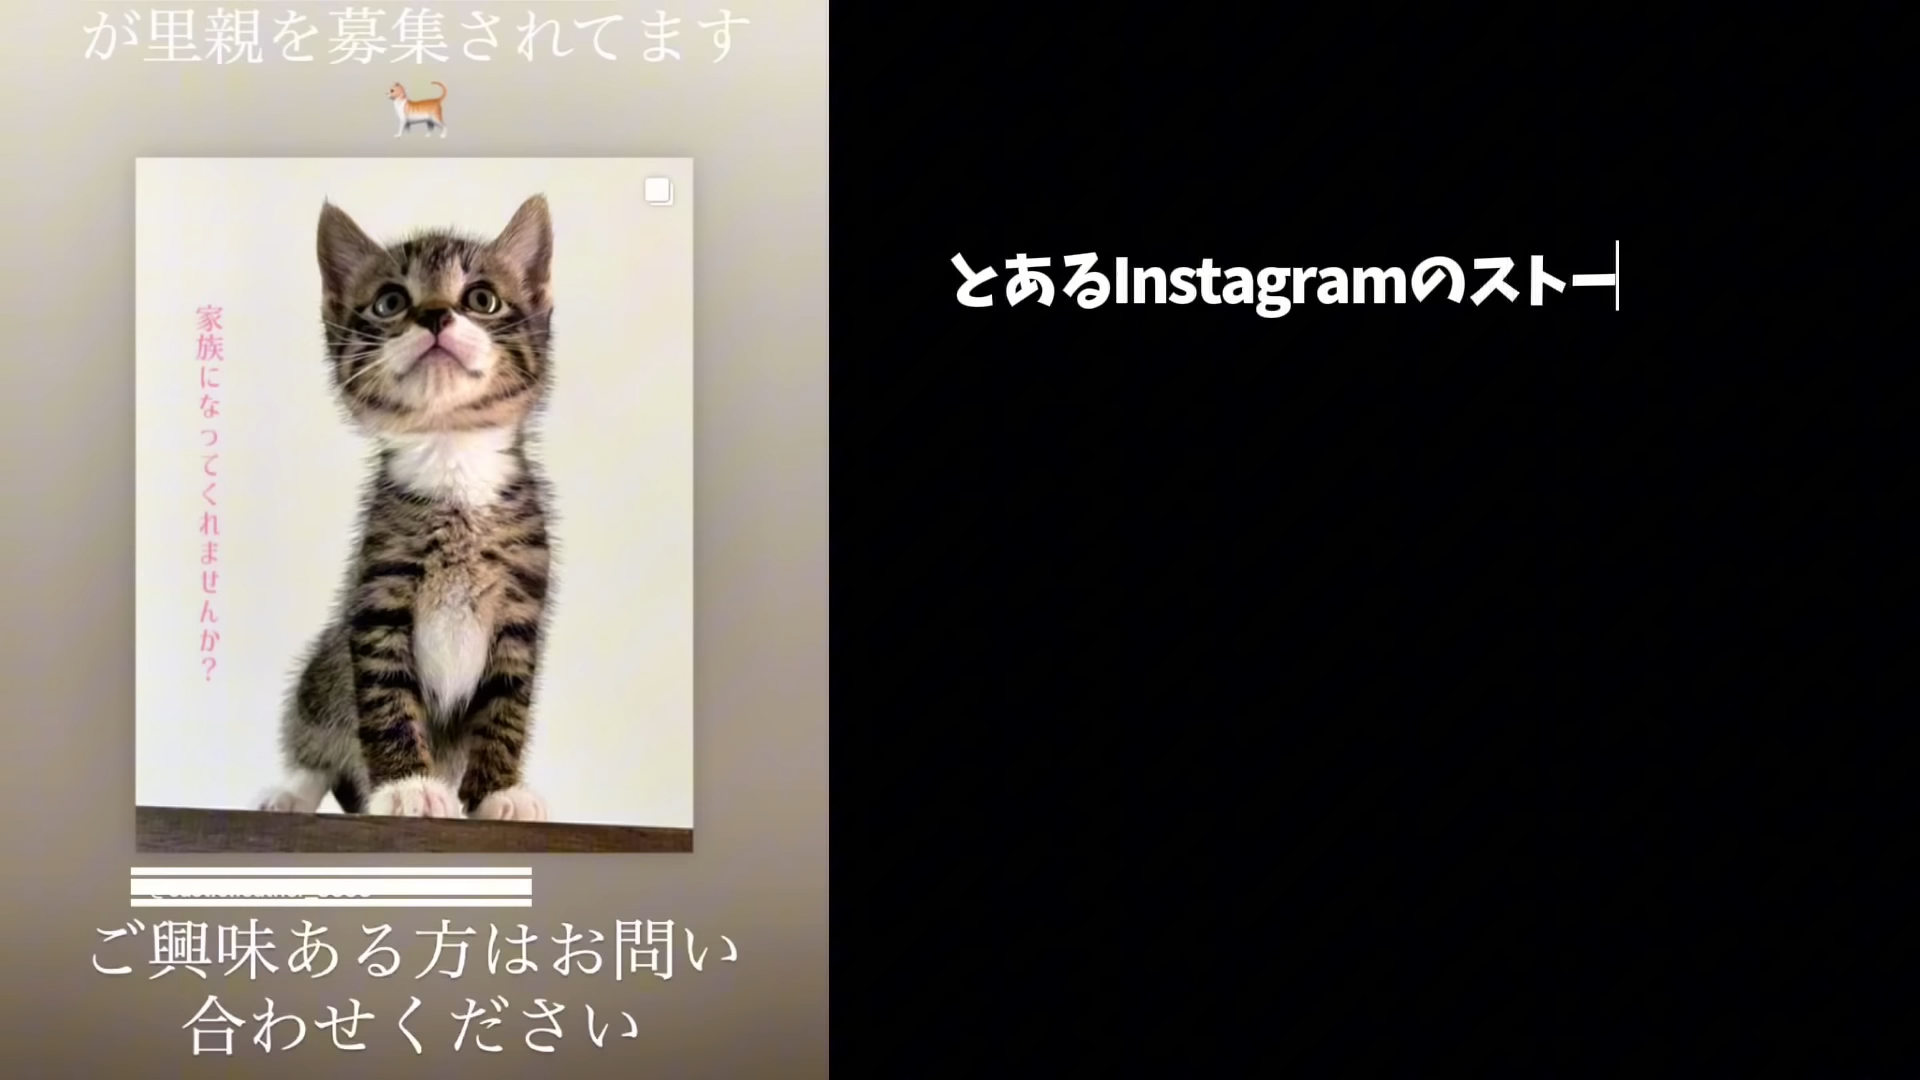 が里親を募集されてます
家族になってくれませんか？
ご興味ある方はお問い
合わせください
とあるInstagramのストー